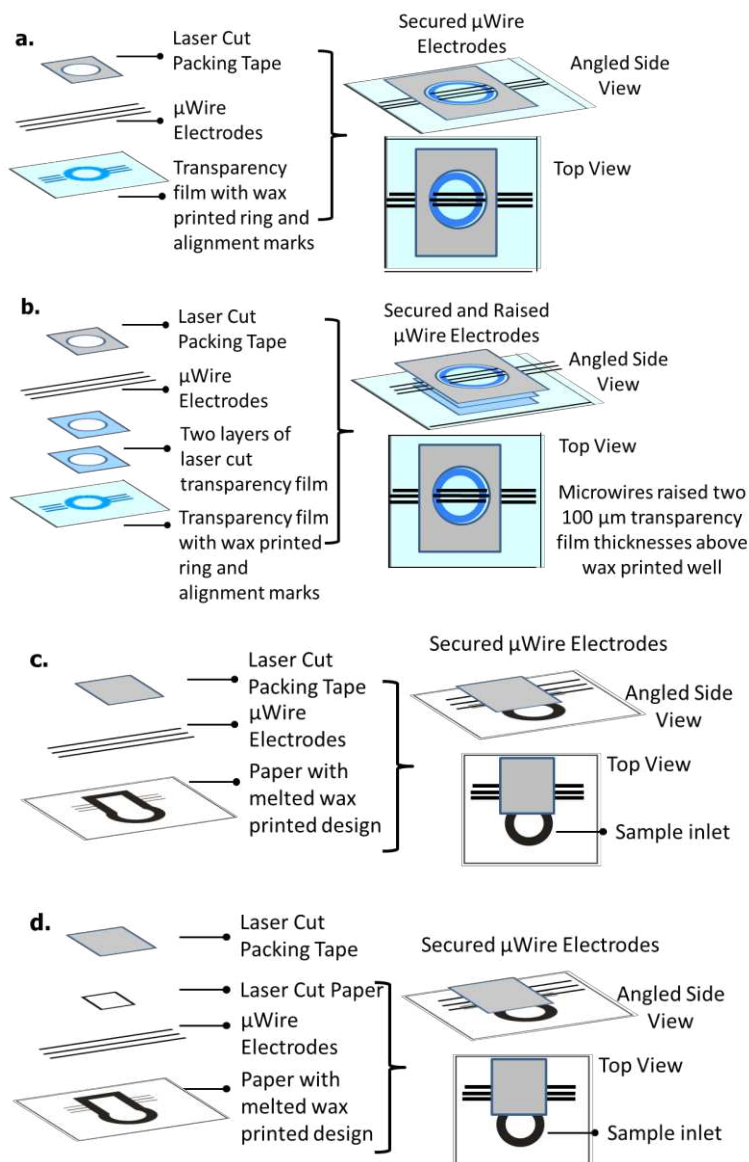 a.
Laser Cut
Packing Tape
µWire
Electrodes
Transparency
film with wax
printed ring and
alignment marks
Secured µWire
Electrodes
Angled Side
View
Top View
b.
Laser Cut
Packing Tape
µWire
Electrodes
Two layers of
laser cut
transparency film
Transparency film
with wax printed
ring and
alignment marks
Secured and Raised
µWire Electrodes
Angled Side
View
Top View
Microwires raised two
100 µm transparency
film thicknesses above
wax printed well
c.
Laser Cut
Packing Tape
µWire
Electrodes
Paper with
melted wax
printed design
Secured µWire Electrodes
Angled Side
View
Top View
Sample inlet
d.
Laser Cut
Packing Tape
Laser Cut Paper
µWire
Electrodes
Paper with
melted wax
printed design
Secured µWire Electrodes
Angled Side
View
Top View
Sample inlet